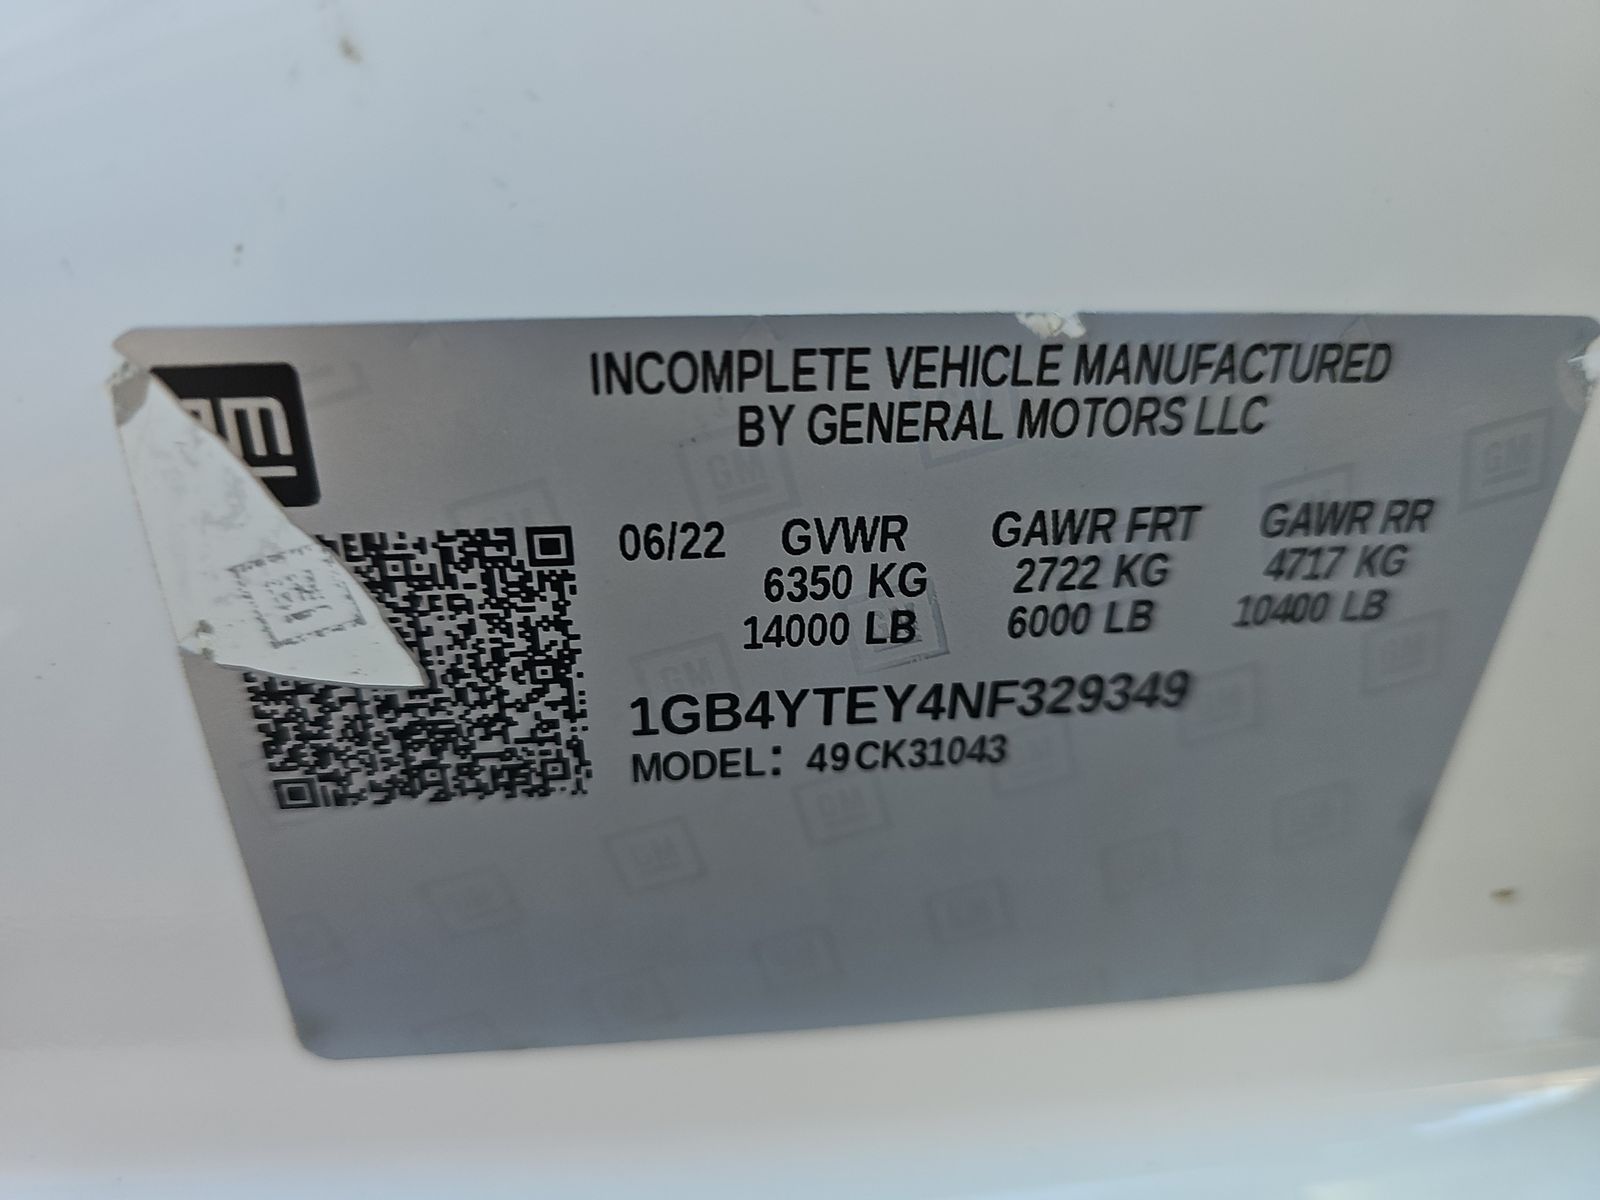 INCOMPLETE VEHICLE MANUFACTURED
BY GENERAL MOTORS LLC
06/22 GVWR GAWR FRT GAWR RR
6350 KG 2722 KG 4717 KG
14000 LB 6000 LB 10400 LB
1GB4YTEY4NF329349
MODEL: 49CK31043